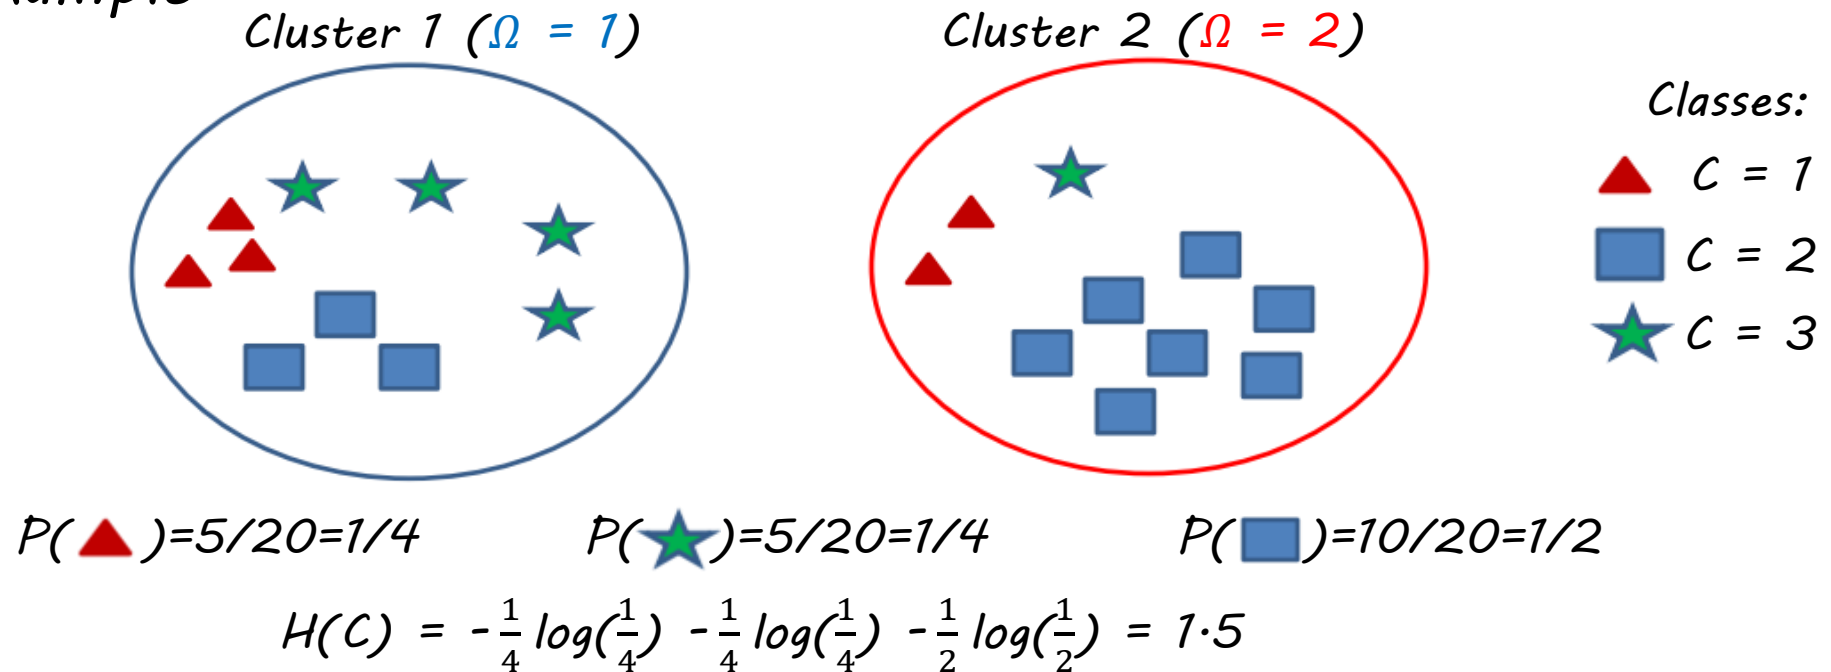 Cluster 1 (Ω = 1)
Cluster 2 (Ω = 2)
Classes:
C = 1
C = 2
C = 3
P( )=5/20=1/4
P( )=5/20=1/4
P( )=10/20=1/2
H(C) = -1/4 log(1/4) -1/4 log(1/4) -1/2 log(1/2) = 1.5